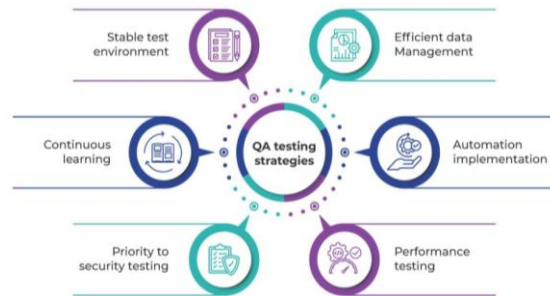 Stable test
environment
Efficient data
Management
Continuous
learning
QA testing
strategies
Automation
implementation
Priority to
security testing
Performance
testing